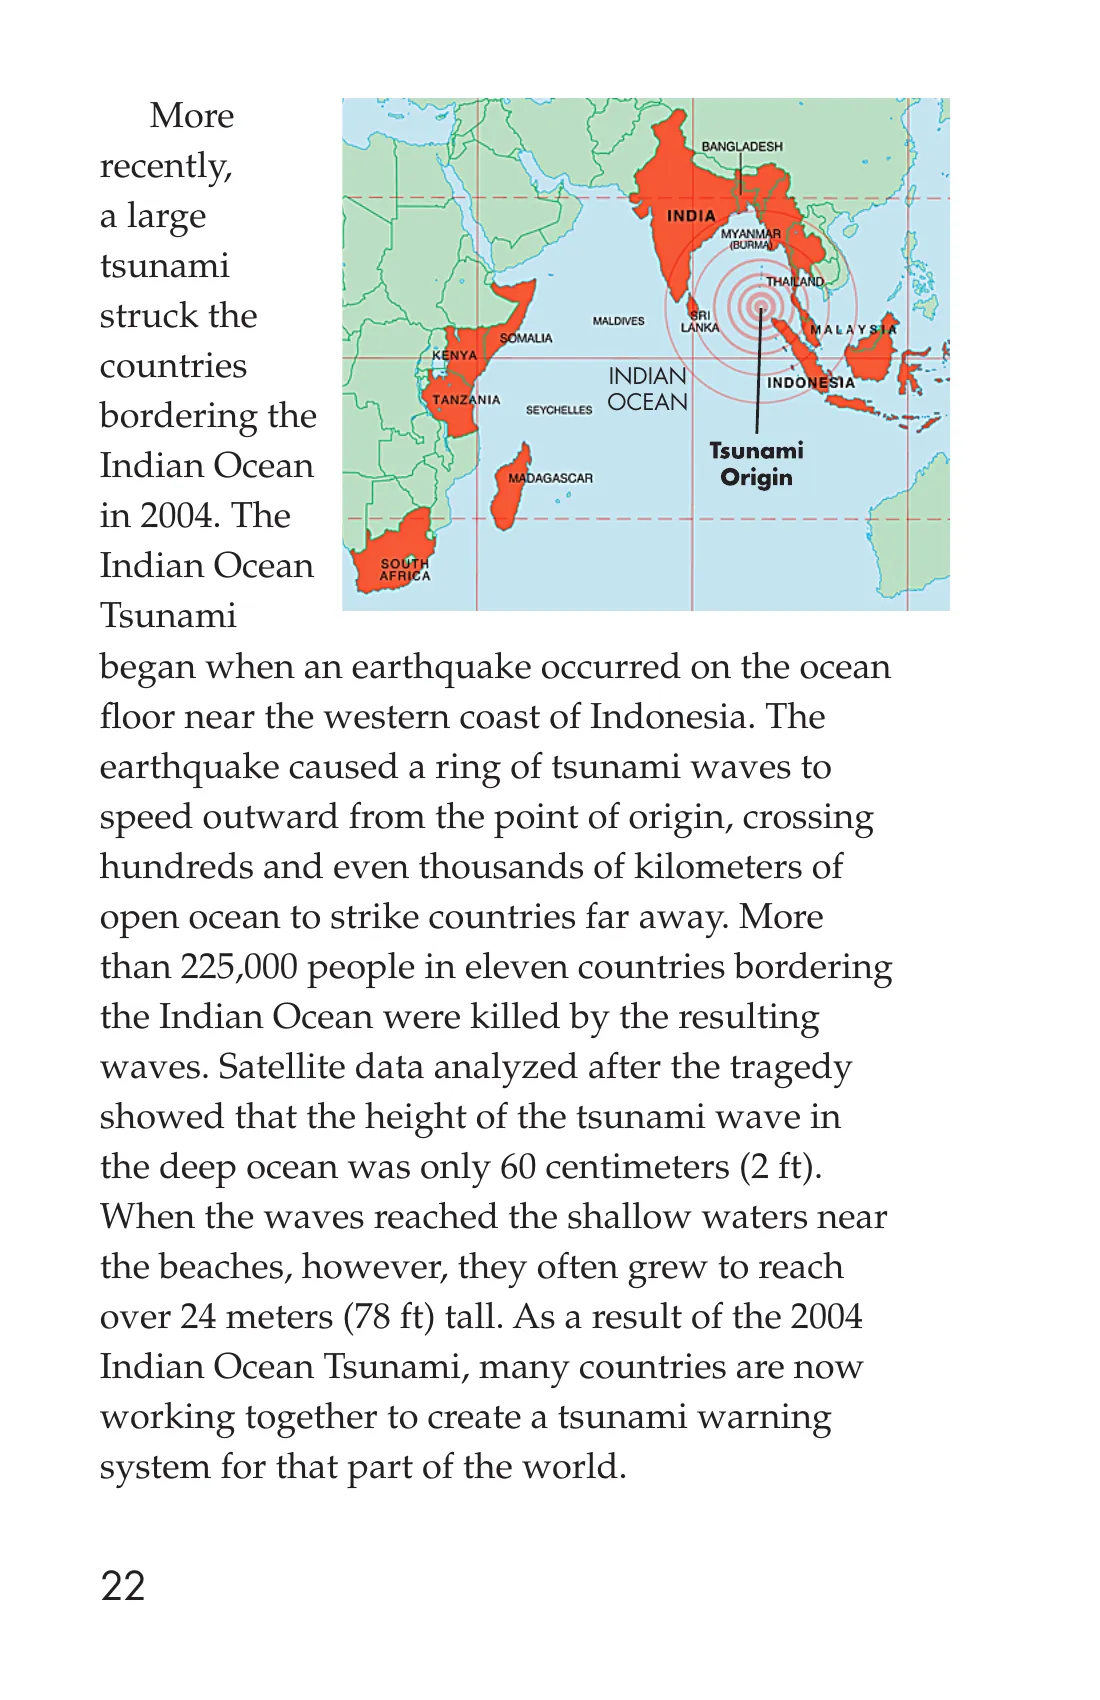 More
recently,
a large
tsunami
struck the
countries
bordering the
Indian Ocean
in 2004. The
Indian Ocean
Tsunami
BANGLADESH
INDIA
MYANMAR
(BURMA)
THAILAND
MALDIVES
SRI
LANKA
MALAYSIA
SOMALIA
KENYA
INDIAN
OCEAN
INDONESIA
TANZANIA
SEYCHELLES
Tsunami
Origin
MADAGASCAR
SOUTH
AFRICA
began when an earthquake occurred on the ocean
floor near the western coast of Indonesia. The
earthquake caused a ring of tsunami waves to
speed outward from the point of origin, crossing
hundreds and even thousands of kilometers of
open ocean to strike countries far away. More
than 225,000 people in eleven countries bordering
the Indian Ocean were killed by the resulting
waves. Satellite data analyzed after the tragedy
showed that the height of the tsunami wave in
the deep ocean was only 60 centimeters (2 ft).
When the waves reached the shallow waters near
the beaches, however, they often grew to reach
over 24 meters (78 ft) tall. As a result of the 2004
Indian Ocean Tsunami, many countries are now
working together to create a tsunami warning
system for that part of the world.
22